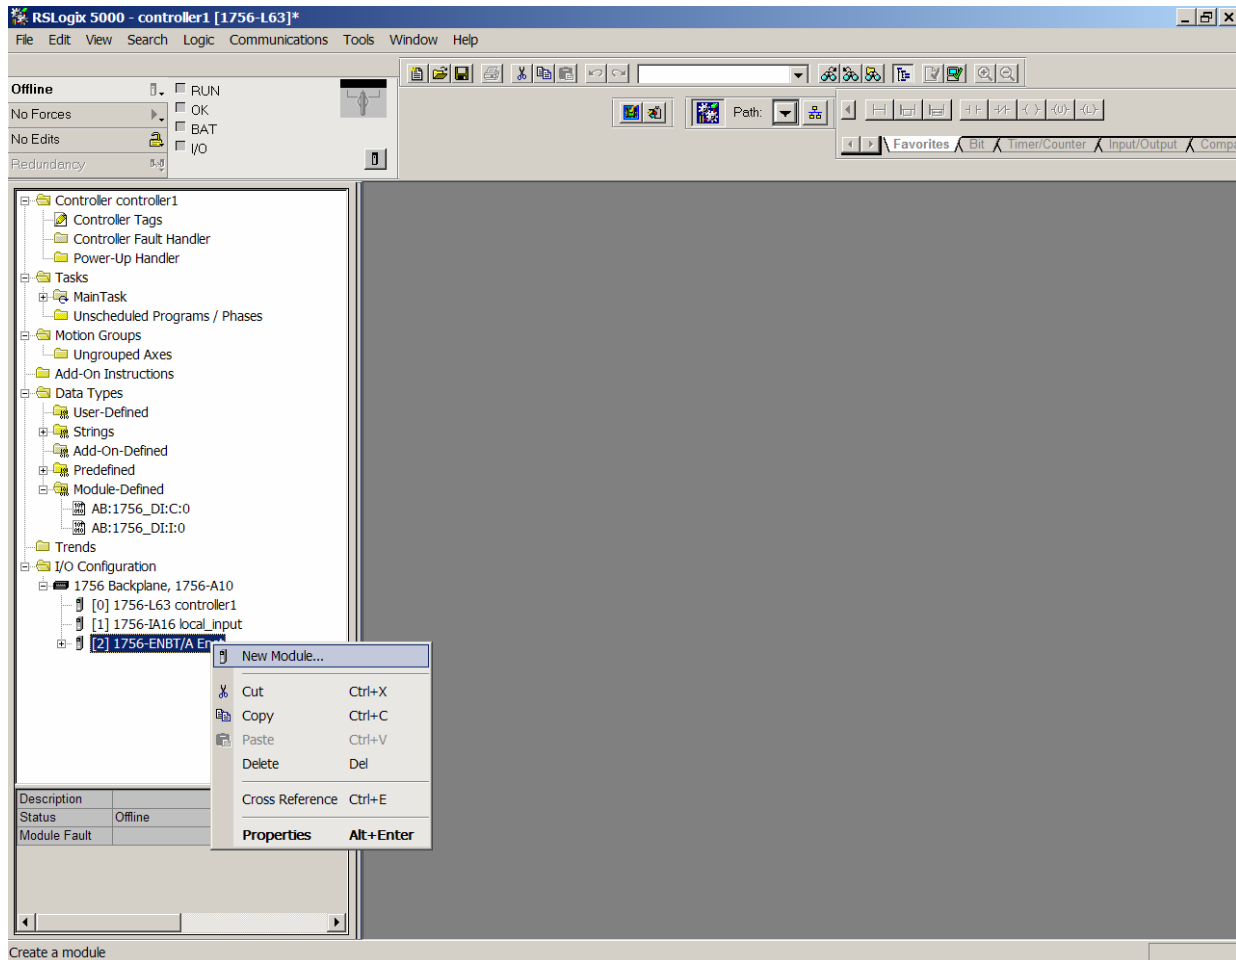 RSLogix 5000 - controller1 [1756-L63]*
File Edit View Search Logic Communications Tools Window Help
Offline
RUN
No Forces
OK
No Edits
BAT
I/O
Redundancy
Path:
Favorites Bit Timer/Counter Input/Output Compa
Controller controller1
Controller Tags
Controller Fault Handler
Power-Up Handler
Tasks
MainTask
Unscheduled Programs / Phases
Motion Groups
Ungrouped Axes
Add-On Instructions
Data Types
User-Defined
Strings
Add-On-Defined
Predefined
Module-Defined
AB:1756_DI:C:0
AB:1756_DI:I:0
Trends
I/O Configuration
1756 Backplane, 1756-A10
[0] 1756-L63 controller1
[1] 1756-IA16 local_input
[2] 1756-ENBT/A
New Module...
Cut Ctrl+X
Copy Ctrl+C
Paste Ctrl+V
Delete Del
Cross Reference Ctrl+E
Properties Alt+Enter
Description
Status Offline
Module Fault
Create a module